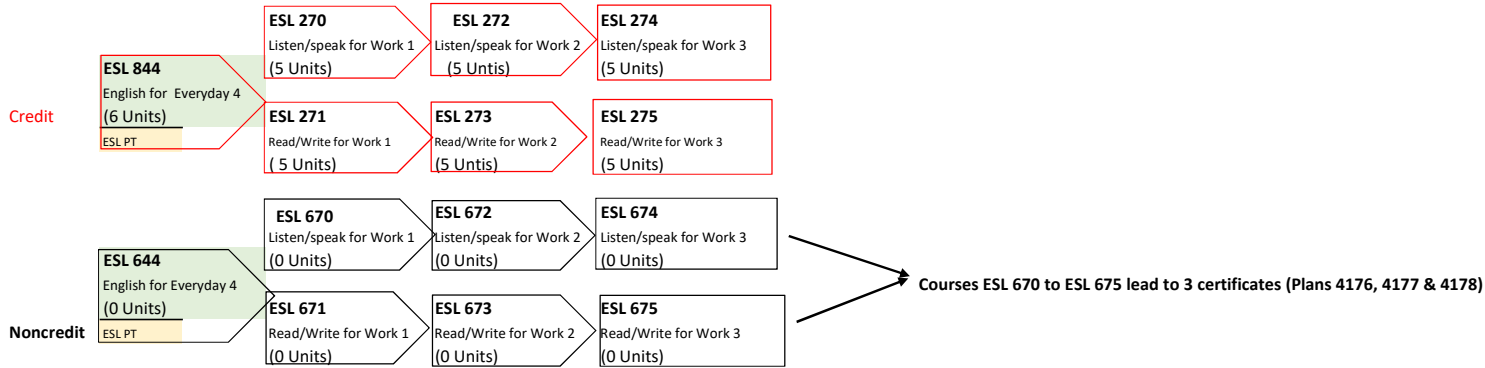 Credit
ESL 844
English for Everyday 4
(6 Units)
ESL PT
ESL 270
Listen/speak for Work 1
(5 Units)
ESL 272
Listen/speak for Work 2
(5 Untis)
ESL 274
Listen/speak for Work 3
(5 Units)
ESL 271
Read/Write for Work 1
( 5 Units)
ESL 273
Read/Write for Work 2
(5 Untis)
ESL 275
Read/Write for Work 3
(5 Units)
Noncredit
ESL 644
English for Everyday 4
(0 Units)
ESL PT
ESL 670
Listen/speak for Work 1
(0 Units)
ESL 672
Listen/speak for Work 2
(0 Units)
ESL 674
Listen/speak for Work 3
(0 Units)
ESL 671
Read/Write for Work 1
(0 Units)
ESL 673
Read/Write for Work 2
(0 Units)
ESL 675
Read/Write for Work 3
(0 Units)
Courses ESL 670 to ESL 675 lead to 3 certificates (Plans 4176, 4177 & 4178)